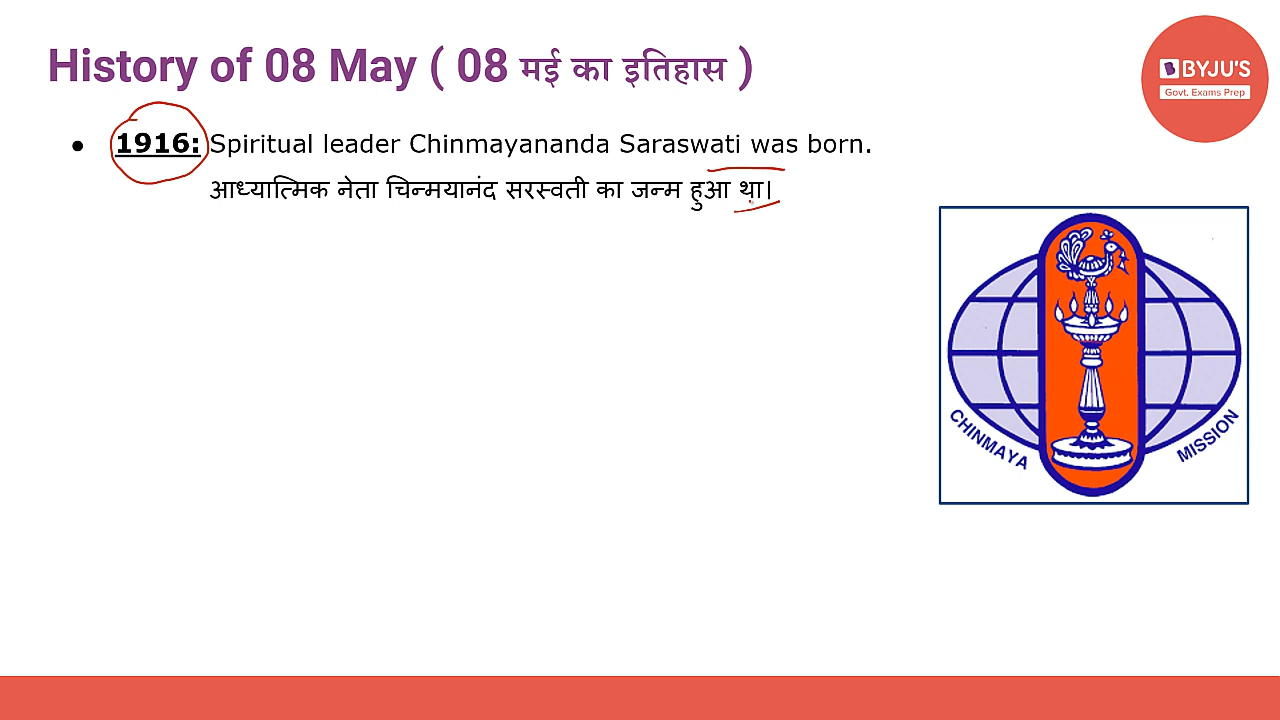 History of 08 May ( 08 मई का इतिहास )
BYJU'S
Govt. Exams Prep
● 1916: Spiritual leader Chinmayananda Saraswati was born.
आध्यात्मिक नेता चिन्मयानंद सरस्वती का जन्म हुआ था।
CHINMAYA MISSION